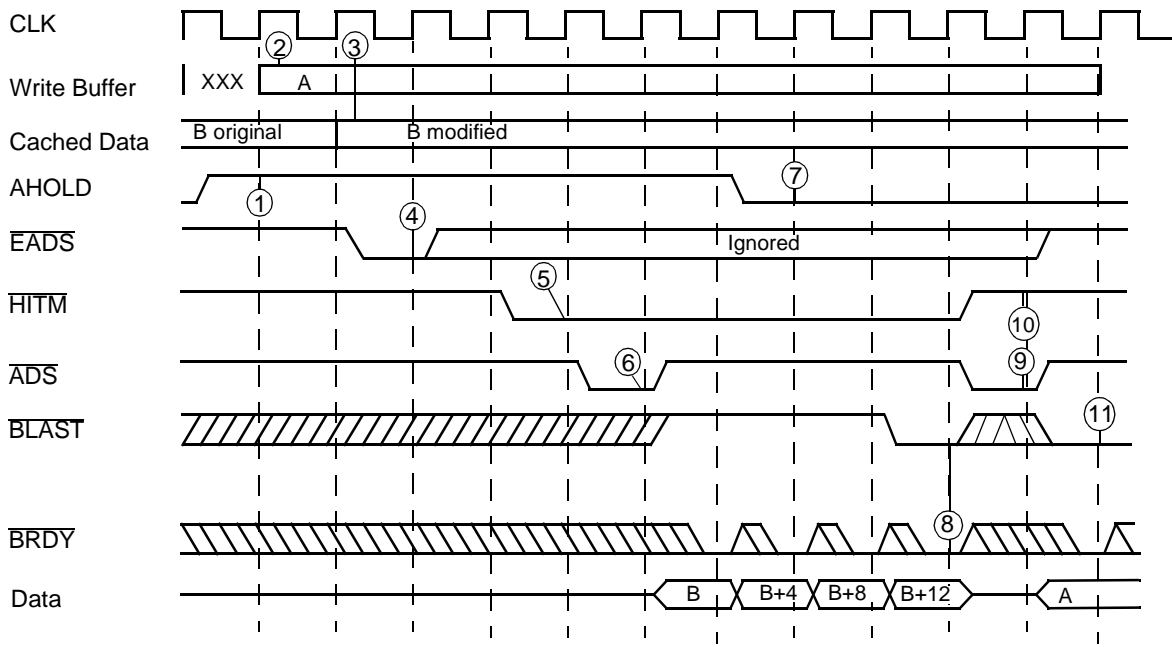 CLK
② ③
Write Buffer XXX A
B original B modified
Cached Data
AHOLD ① ⑦
④
EADS Ignored
⑤
HITM ⑩
ADS ⑥ ⑨
BLAST ⑪
BRDY ⑧
Data B B+4 B+8 B+12 A